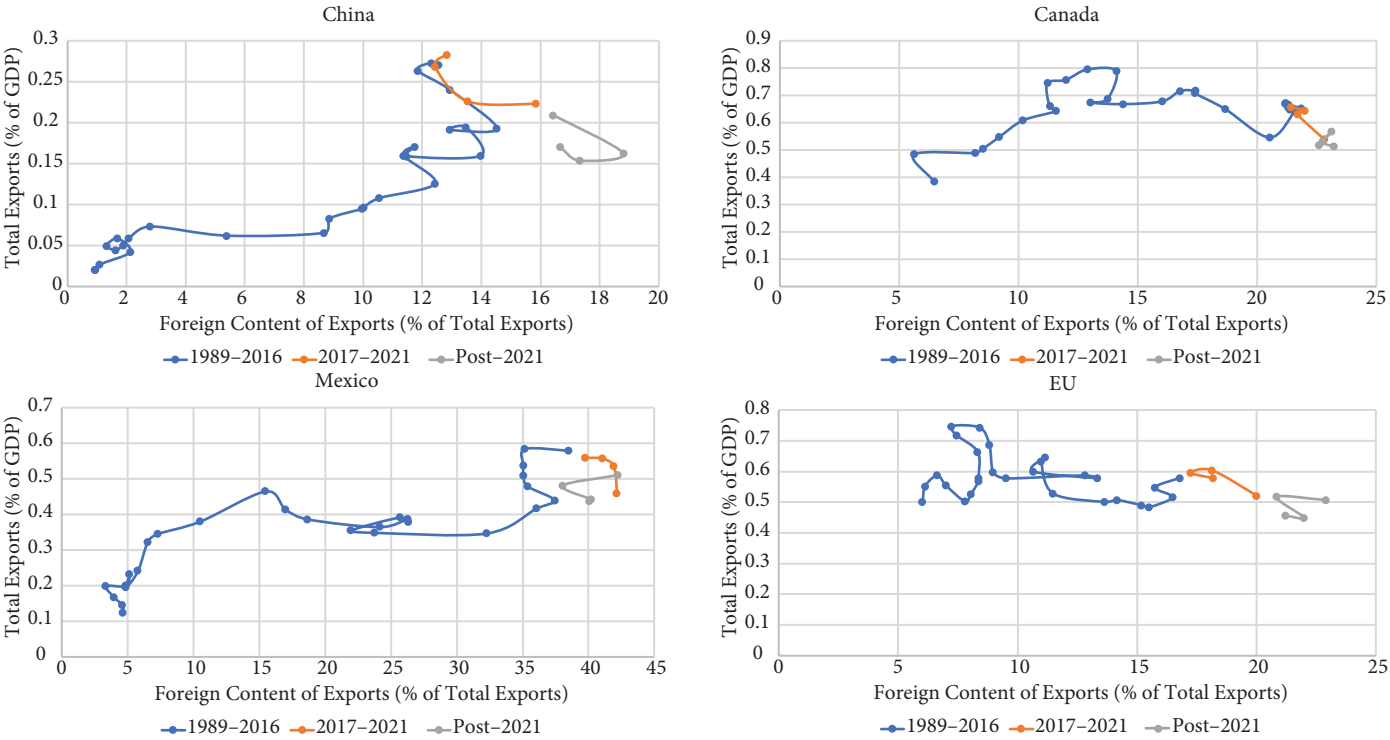 China
Total Exports (% of GDP)
0.3
0.25
0.2
0.15
0.1
0.05
0
0 2 4 6 8 10 12 14 16 18 20
Foreign Content of Exports (% of Total Exports)
1989–2016 2017–2021 Post–2021
Canada
Total Exports (% of GDP)
0.9
0.8
0.7
0.6
0.5
0.4
0.3
0.2
0.1
0 5 10 15 20 25
Foreign Content of Exports (% of Total Exports)
1989–2016 2017–2021 Post–2021
Mexico
Total Exports (% of GDP)
0.7
0.6
0.5
0.4
0.3
0.2
0.1
0
0 5 10 15 20 25 30 35 40 45
Foreign Content of Exports (% of Total Exports)
1989–2016 2017–2021 Post–2021
EU
Total Exports (% of GDP)
0.8
0.7
0.6
0.5
0.4
0.3
0.2
0.1
0
0 5 10 15 20 25
Foreign Content of Exports (% of Total Exports)
1989–2016 2017–2021 Post–2021